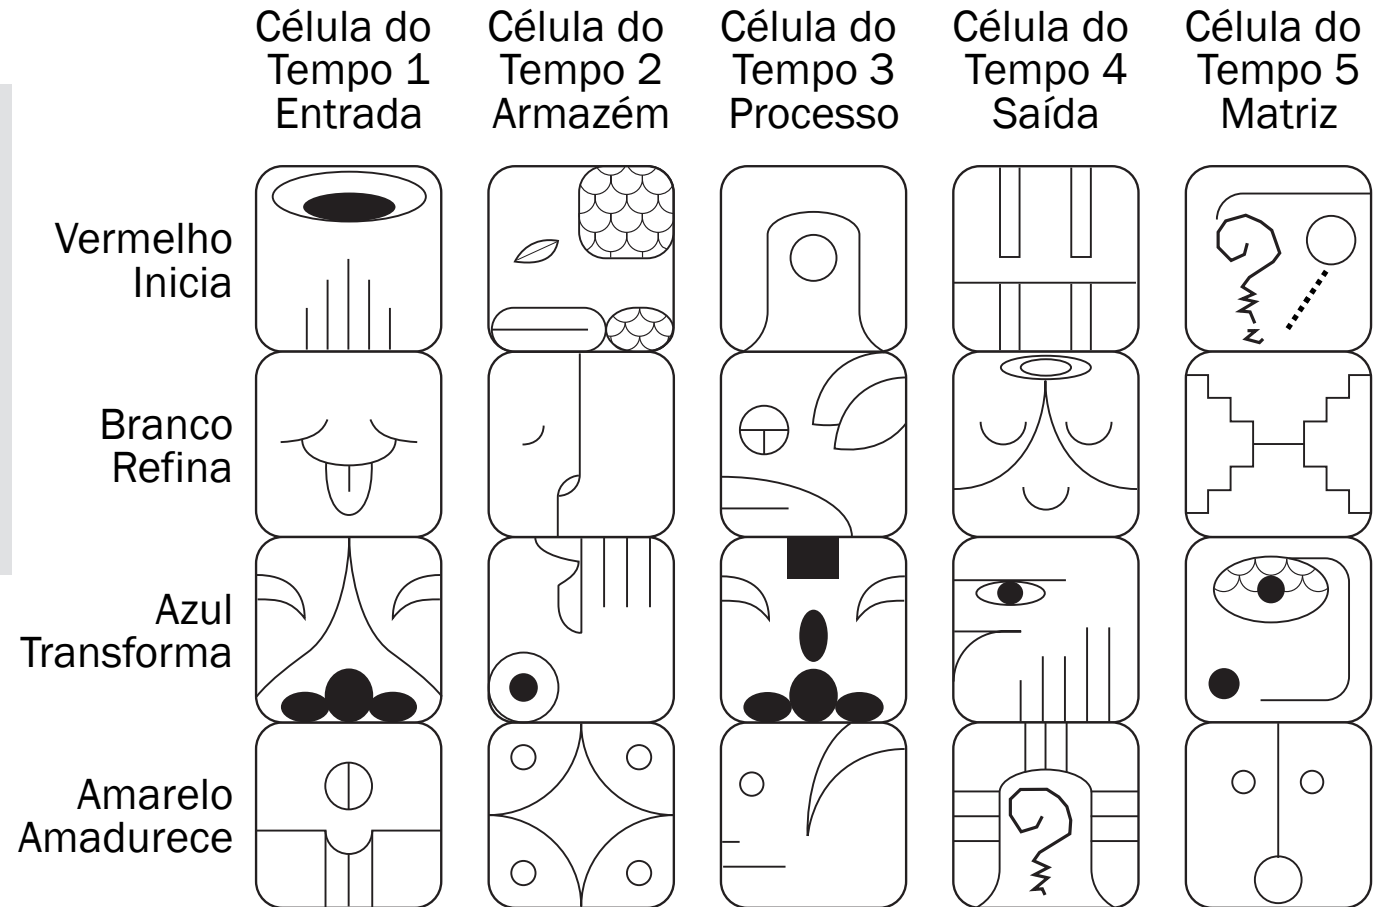 Célula do
Tempo 1
Entrada
Célula do
Tempo 2
Armazém
Célula do
Tempo 3
Processo
Célula do
Tempo 4
Saída
Célula do
Tempo 5
Matriz
Vermelho
Inicia
Branco
Refina
Azul
Transforma
Amarelo
Amadurece